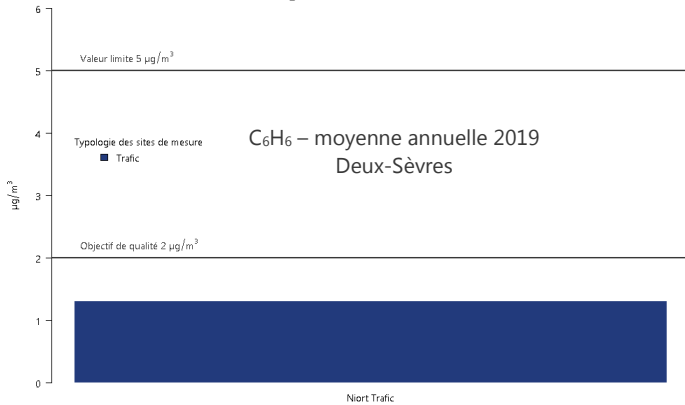 6
Valeur limite 5 µg/m³
5
C₆H₆ – moyenne annuelle 2019
Deux-Sèvres
4
Typologie des sites de mesure
Trafic
µg/m³
3
Objectif de qualité 2 µg/m³
2
1
0
Niort Trafic